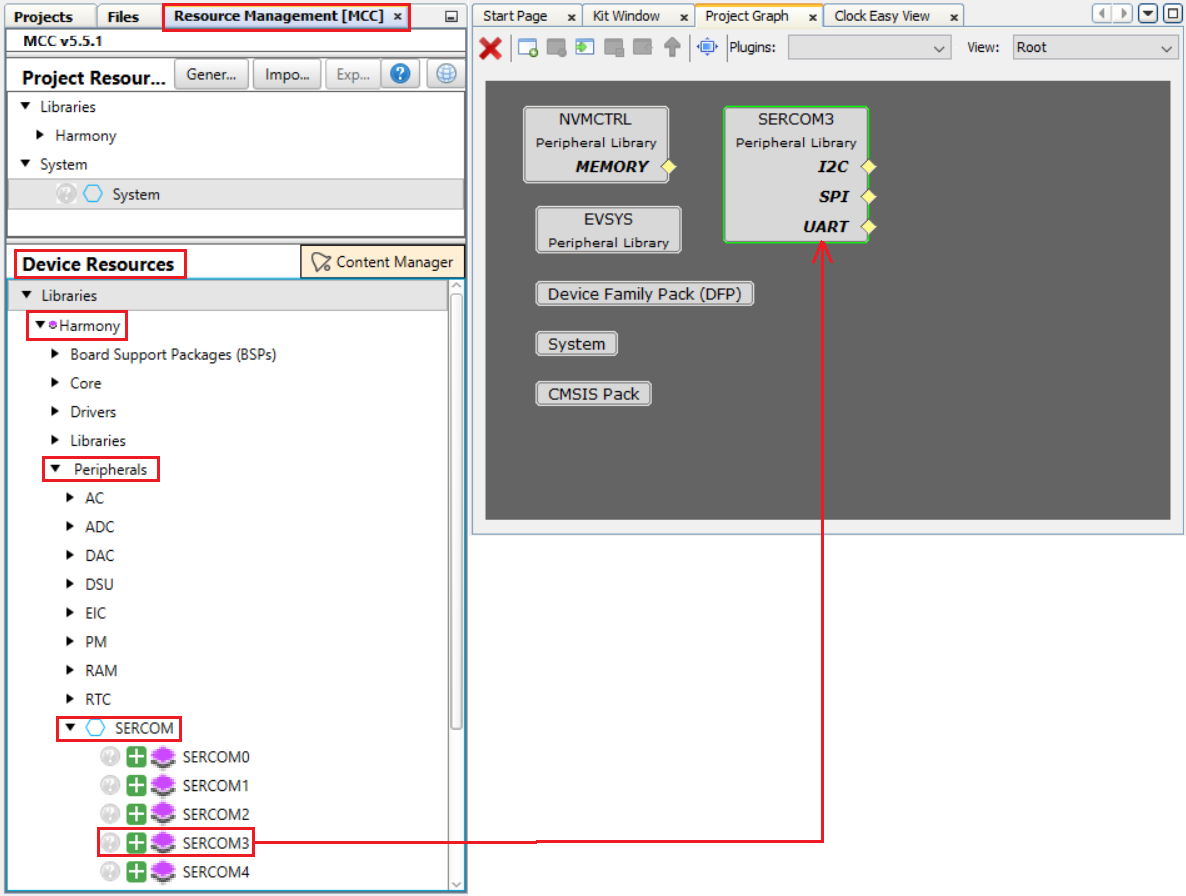 Projects
Files
Resource Management [MCC] ×
MCC v5.5.1
Project Resour...
Gener...
Impo...
Exp...
?
Libraries
Harmony
System
? System
Device Resources
Content Manager
Libraries
Harmony
Board Support Packages (BSPs)
Core
Drivers
Libraries
Peripherals
AC
ADC
DAC
DSU
EIC
PM
RAM
RTC
SERCOM
? SERCOM0
? SERCOM1
? SERCOM2
? SERCOM3
? SERCOM4
Start Page ×
Kit Window ×
Project Graph ×
Clock Easy View ×
Plugins:
View:
Root
NVMCTRL
Peripheral Library
MEMORY
EVSYS
Peripheral Library
Device Family Pack (DFP)
System
CMSIS Pack
SERCOM3
Peripheral Library
I2C
SPI
UART